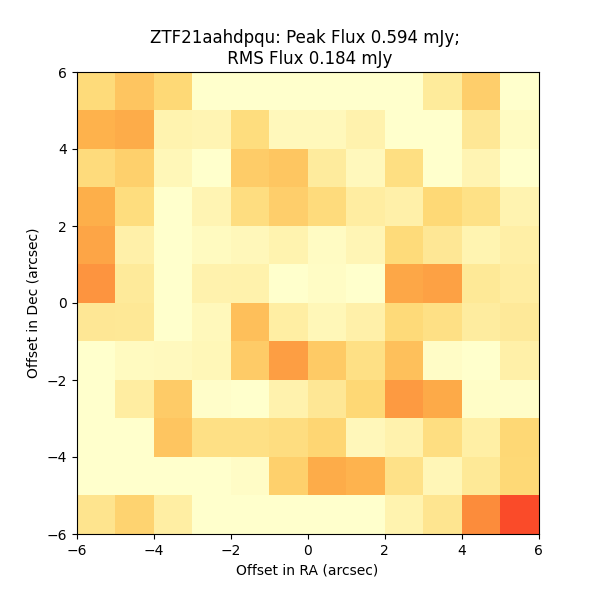 ZTF21aahdpqu: Peak Flux 0.594 mJy;
RMS Flux 0.184 mJy
6
4
2
0
−2
−4
−6
Offset in Dec (arcsec)
−6 −4 −2 0 2 4 6
Offset in RA (arcsec)